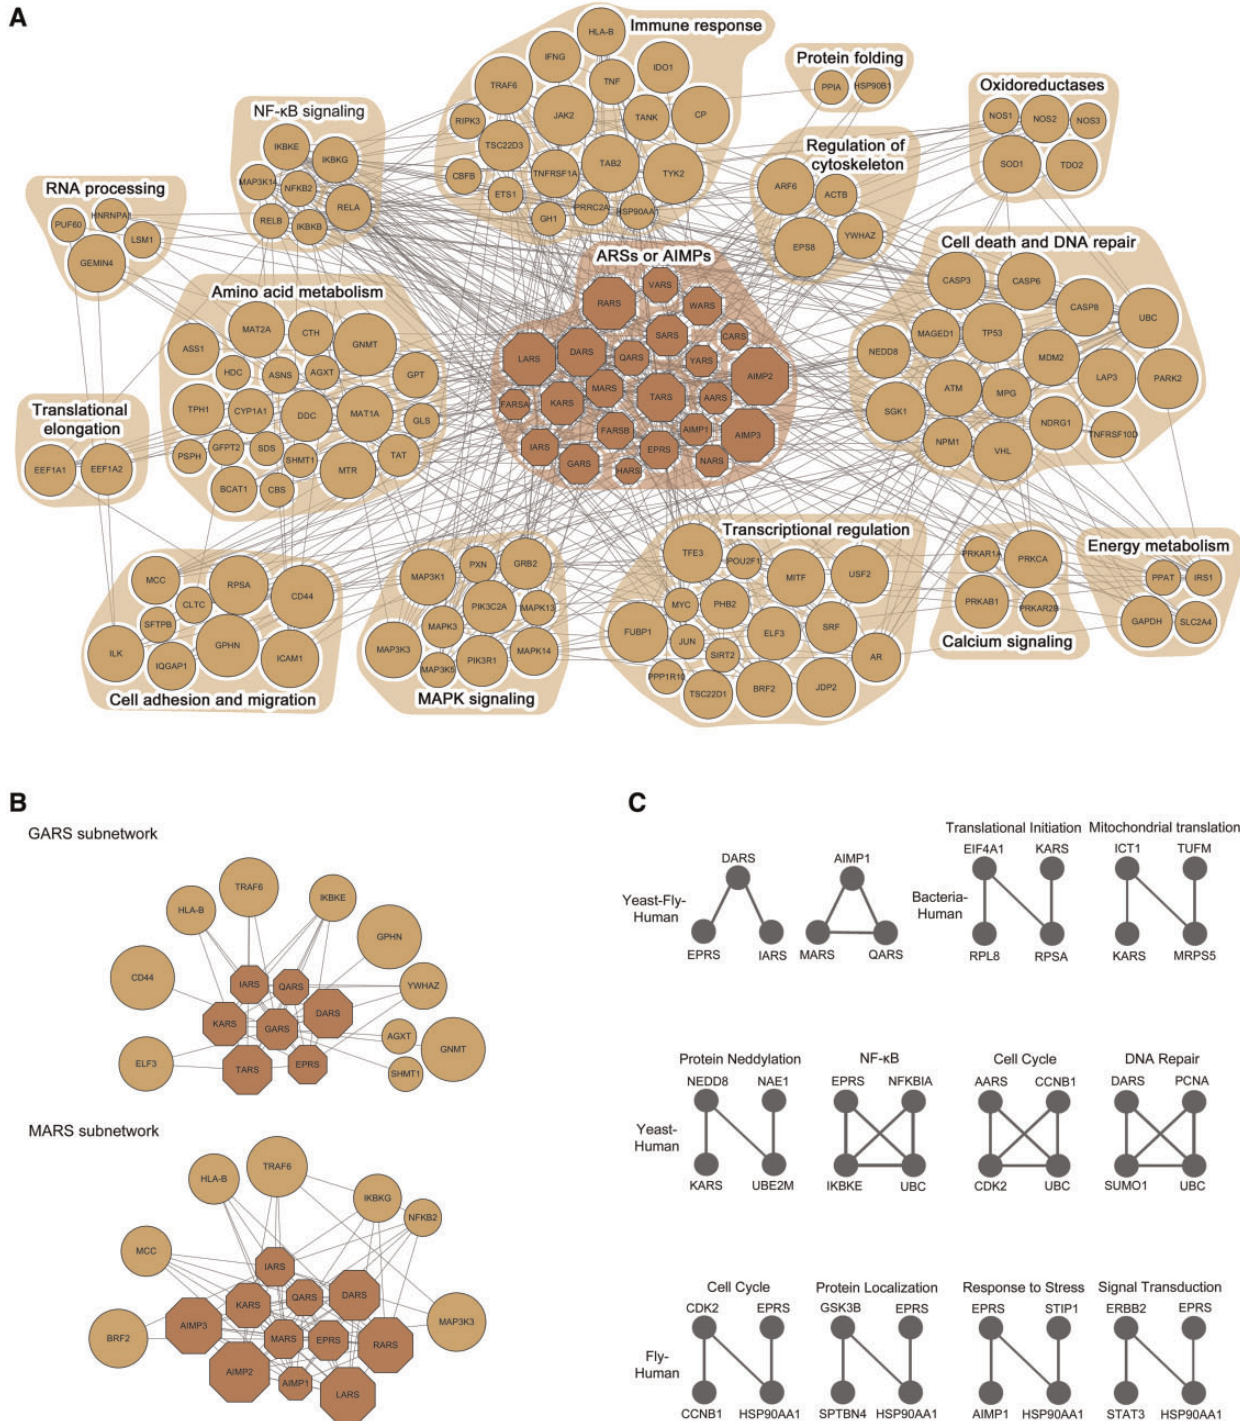 A
Immune response
HLA-B
IFNG
IDO1
TNF
TRAF6
JAK2
TANK
CP
RIPK3
TSC22D3
TAB2
TNFRSF1A
TYK2
CBFB
ETS1
GH1
PRRC2A
HSP90AA1
Protein folding
PPIA
HSP90B1
Oxidoreductases
NOS1
NOS2
NOS3
SOD1
TDO2
NF-κB signaling
IKBKE
IKBKG
MAP3K14
NFKB2
RELA
RELB
IKBKB
Regulation of
cytoskeleton
ARF6
ACTB
YWHAZ
EPS8
RNA processing
HNRNPA1
PUF60
LSM1
GEMIN4
Amino acid metabolism
MAT2A
CTH
GNMT
ASS1
HDC
ASNS
AGXT
GPT
TPH1
CYP1A1
DDC
MAT1A
GLS
GFPT2
SDS
SHMT1
TAT
PSPH
MTR
BCAT1
CBS
ARSs or AIMPs
VARS
RARS
WARS
SARS
CARS
LARS
DARS
QARS
YARS
AIMP2
MARS
TARS
AARS
FARSA
KARS
FARSB
AIMP1
AIMP3
IARS
EPRS
GARS
HARS
NARS
Cell death and DNA repair
CASP3
CASP6
CASP8
UBC
MAGED1
TP53
NEDD8
MDM2
LAP3
PARK2
ATM
MPG
SGK1
NDRG1
TNFRSF10D
NPM1
VHL
Translational
elongation
EEF1A1
EEF1A2
MCC
RPSA
CD44
CLTC
SFTPB
GPHN
ILK
IQGAP1
ICAM1
Cell adhesion and migration
PXN
GRB2
MAP3K1
PIK3C2A
MAPK13
MAPK3
MAP3K3
PIK3R1
MAPK14
MAP3K5
MAPK signaling
Transcriptional regulation
TFE3
POU2F1
MITF
USF2
MYC
PHB2
FUBP1
JUN
ELF3
SRF
SIRT2
AR
PPP1R10
TSC22D1
BRF2
JDP2
PRKAR1A
PRKCA
PRKAB1
PRKAR2B
Calcium signaling
Energy metabolism
PPAT
IRS1
GAPDH
SLC2A4
B
GARS subnetwork
TRAF6
HLA-B
IKBKE
GPHN
CD44
IARS
QARS
YWHAZ
KARS
GARS
DARS
AGXT
GNMT
ELF3
TARS
EPRS
SHMT1
MARS subnetwork
TRAF6
HLA-B
IKBKG
NFKB2
MCC
IARS
KARS
QARS
DARS
AIMP3
MARS
EPRS
RARS
MAP3K3
BRF2
AIMP2
AIMP1
LARS
C
Translational Initiation Mitochondrial translation
DARS AIMP1 EIF4A1 KARS ICT1 TUFM
Yeast-Fly-
Human
Bacteria-
Human
EPRS IARS MARS QARS RPL8 RPSA KARS MRPS5
Protein Neddylation NF-κB Cell Cycle DNA Repair
NEDD8 NAE1 EPRS NFKBIA AARS CCNB1 DARS PCNA
Yeast-
Human
KARS UBE2M IKBKE UBC CDK2 UBC SUMO1 UBC
Cell Cycle Protein Localization Response to Stress Signal Transduction
CDK2 EPRS GSK3B EPRS EPRS STIP1 ERBB2 EPRS
Fly-
Human
CCNB1 HSP90AA1 SPTBN4 HSP90AA1 AIMP1 HSP90AA1 STAT3 HSP90AA1